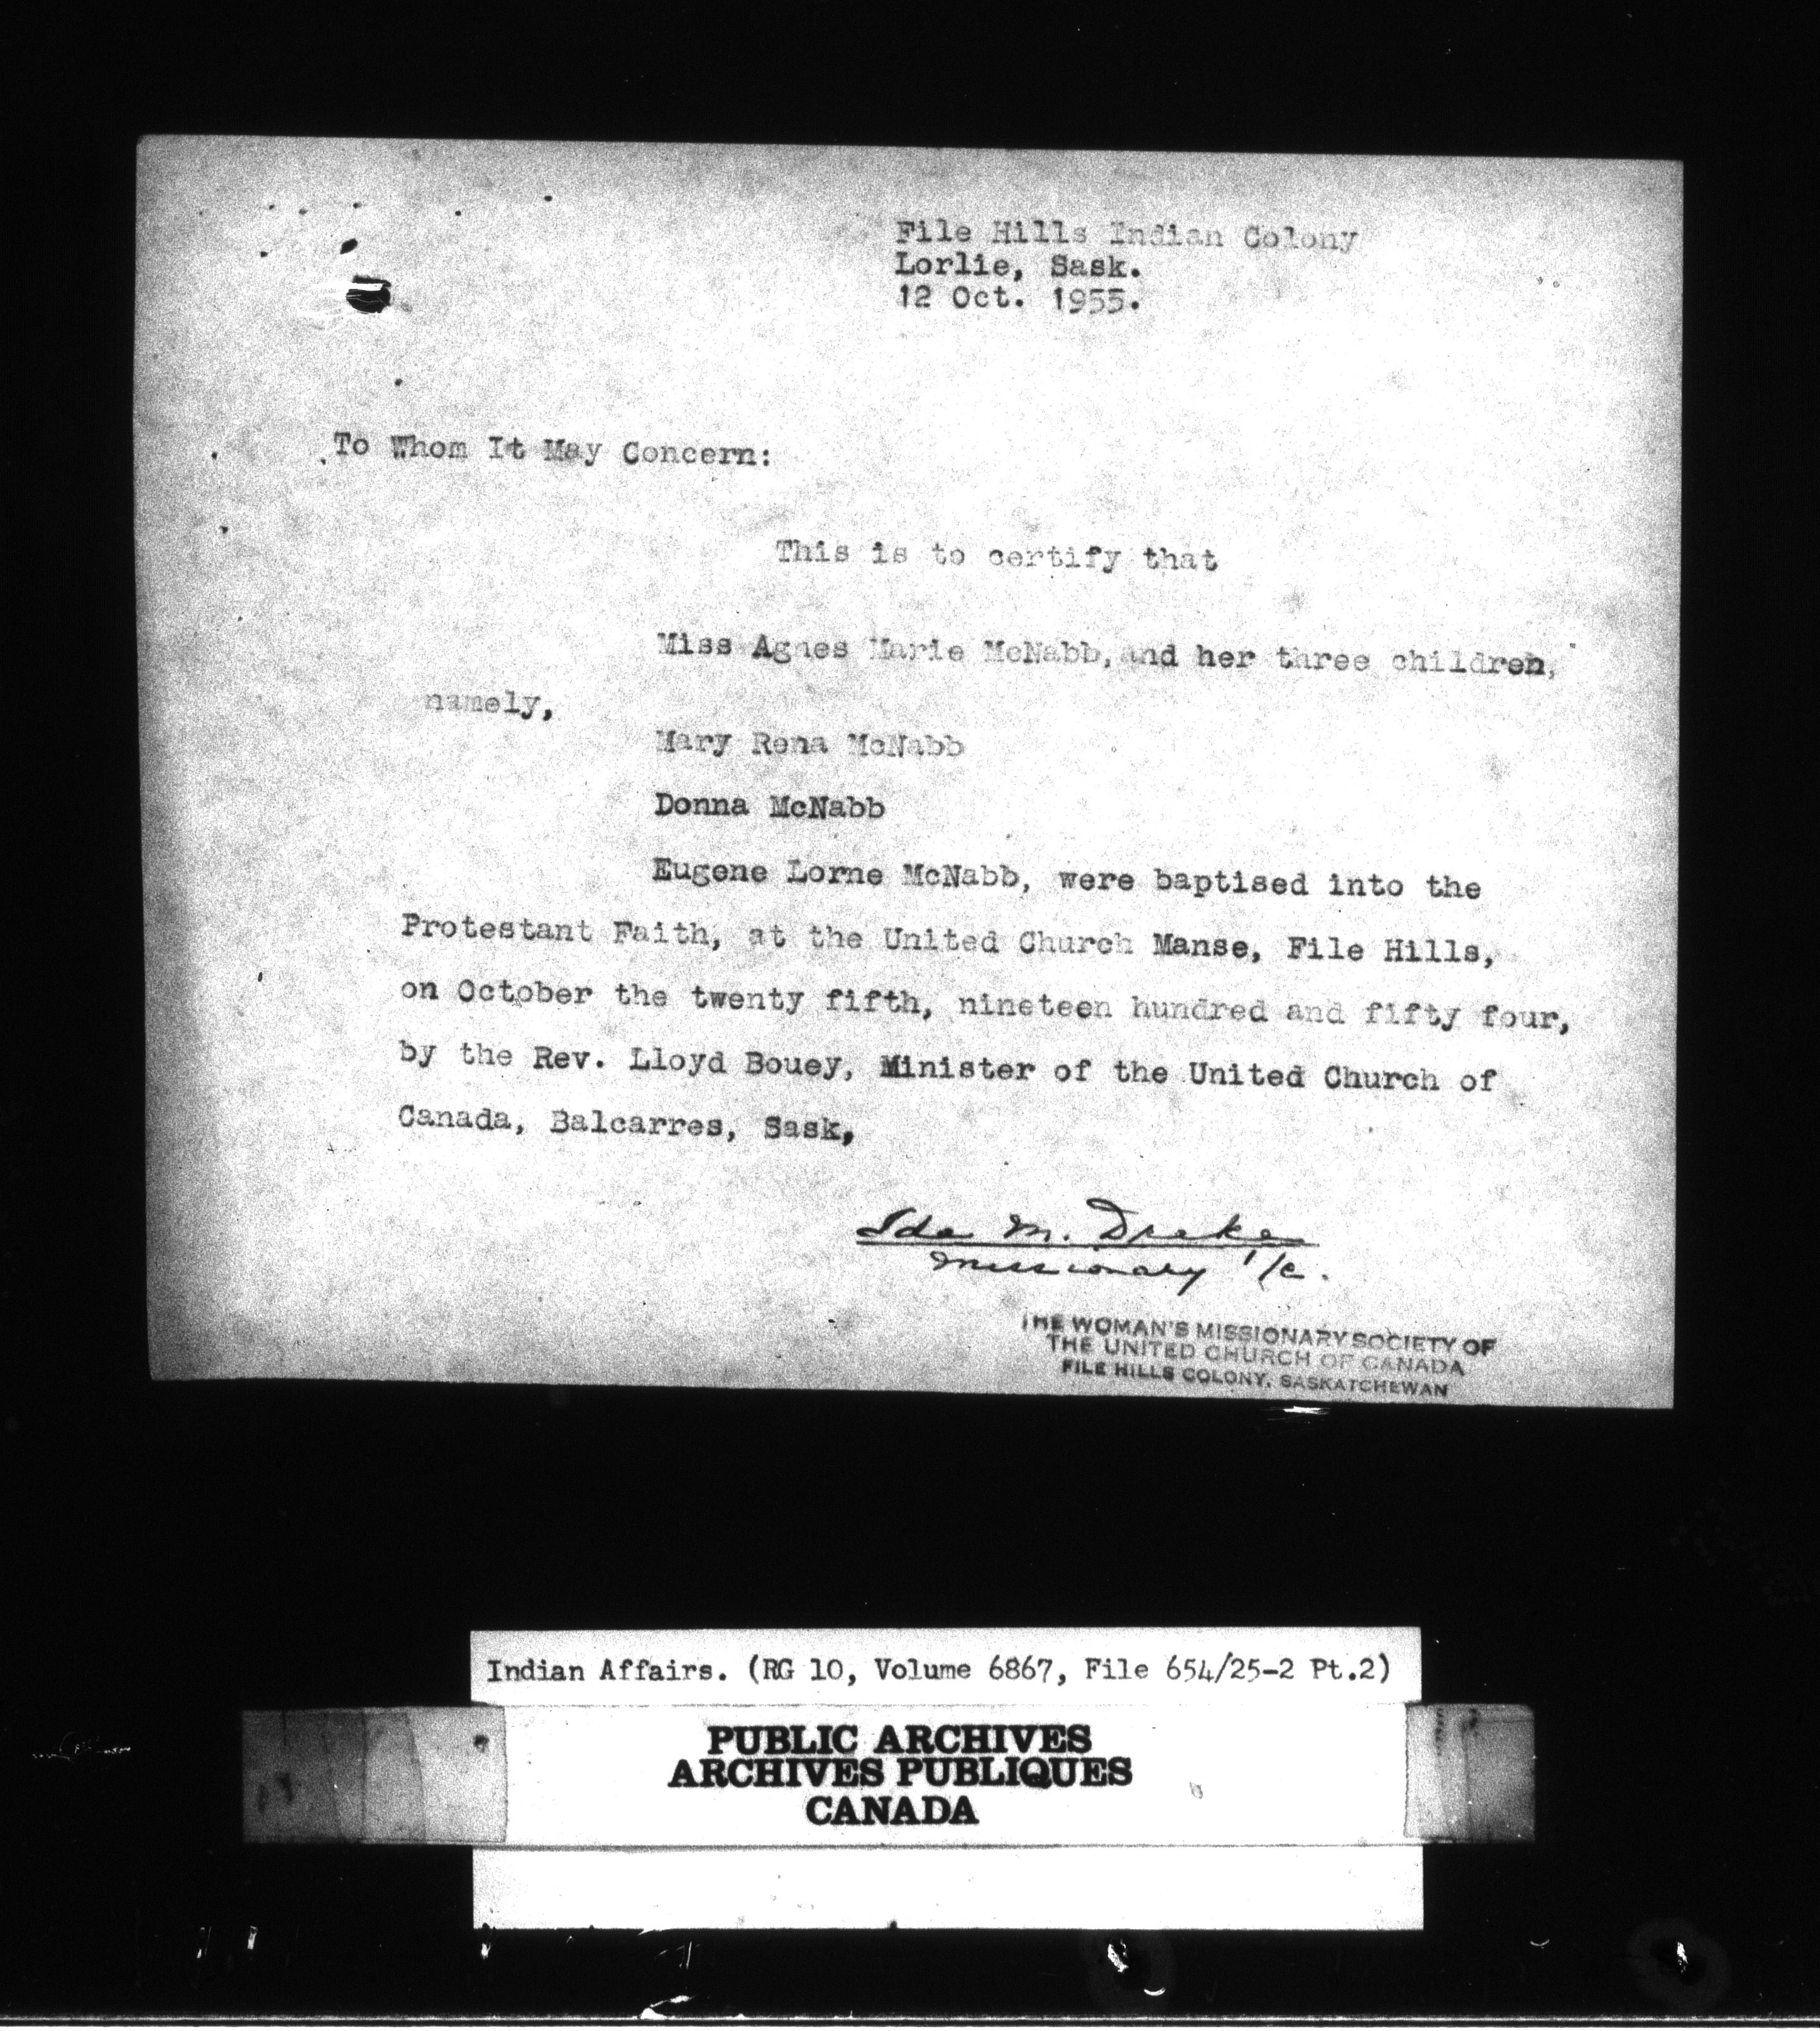 File Hills Indian Colony
Lorlie, Sask.
12 Oct. 1955.
To Whom It May Concern:
This is to certify that
Miss Agnes Marie McNabb, and her three children,
namely,
Mary Rena McNabb
Donna McNabb
Eugene Lorne McNabb, were baptised into the
Protestant Faith, at the United Church Manse, File Hills,
on October the twenty fifth, nineteen hundred and fifty four,
by the Rev. Lloyd Bouey, Minister of the United Church of
Canada, Balcarres, Sask,
Ida M. Drake
missionary i/c.
THE WOMAN'S MISSIONARY SOCIETY OF
THE UNITED CHURCH OF CANADA
FILE HILLS COLONY, SASKATCHEWAN
Indian Affairs. (RG 10, Volume 6867, File 654/25-2 Pt.2)
PUBLIC ARCHIVES
ARCHIVES PUBLIQUES
CANADA